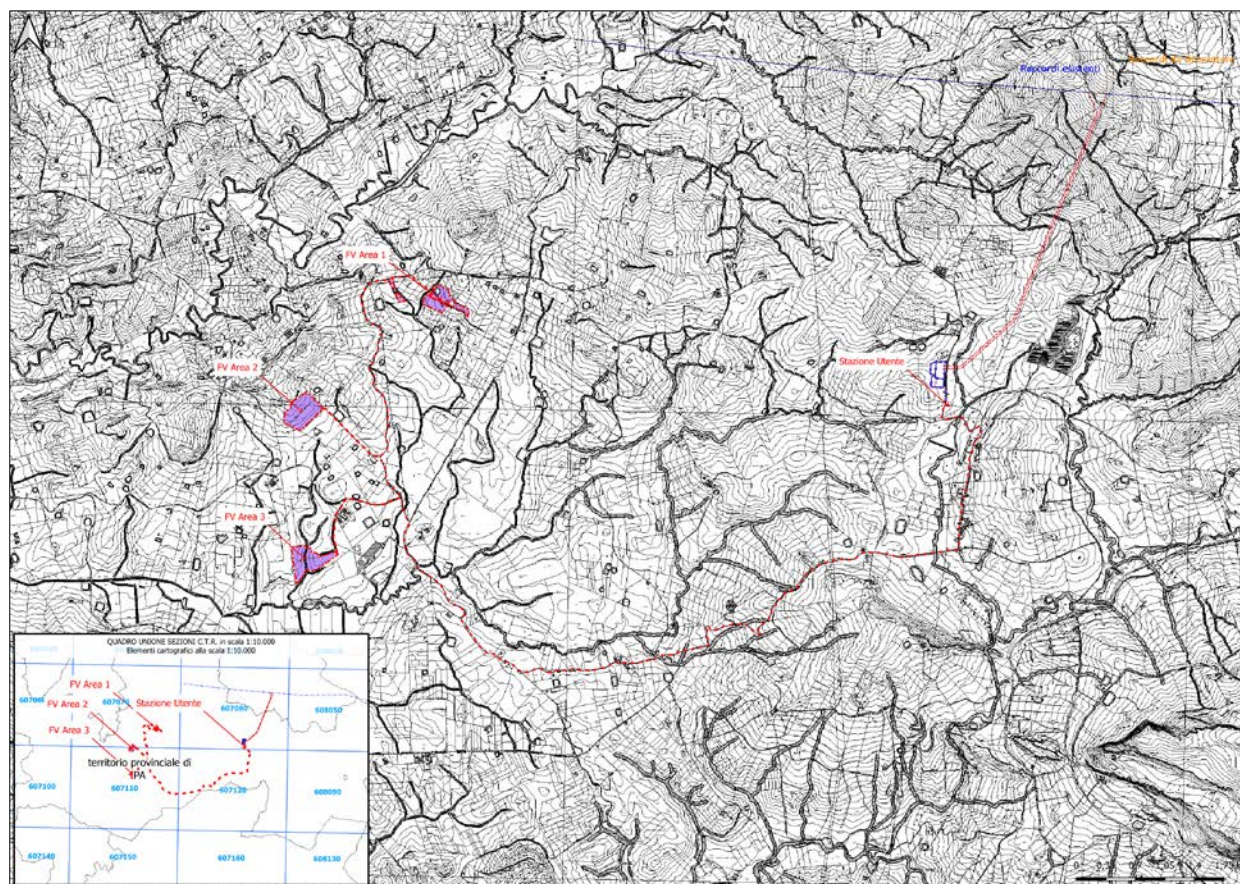 Raccordi esistenti
FV Area 1
Stazione Utente
FV Area 2
FV Area 3
QUADRO UNIONE SEZIONI C.T.R. in scala 1:10.000
Elementi cartografici alla scala 1:10.000
FV Area 1
607070
Stazione Utente
607080
608050
FV Area 2
FV Area 3
territorio provinciale di
PA
607100
607110
607120
608090
607140
607150
607160
608130